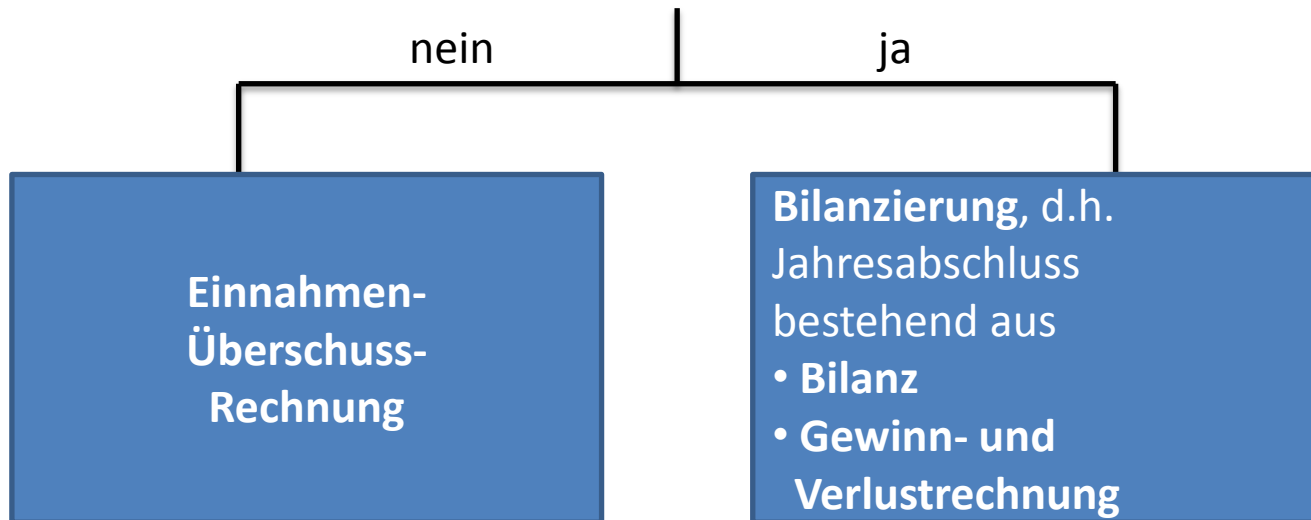 nein
ja
Einnahmen-
Überschuss-
Rechnung
Bilanzierung, d.h.
Jahresabschluss
bestehend aus
• Bilanz
• Gewinn- und
Verlustrechnung